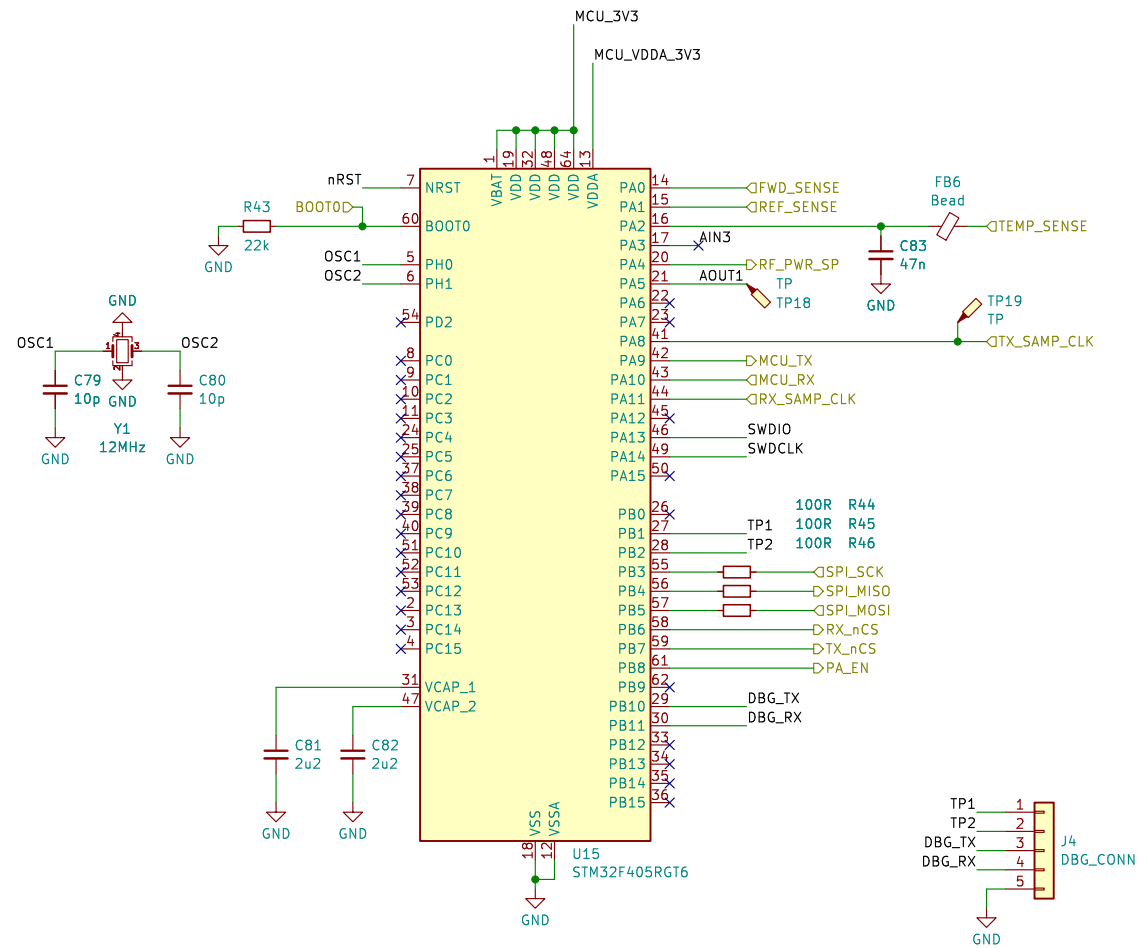 MCU_3V3
MCU_VDDA_3V3
1 19 32 48 64 13
VBAT VDD VDD VDD VDD VDDA
nRST 7 NRST
BOOT0 60 BOOT0
R43
22k
GND
OSC1 5 PH0
OSC2 6 PH1
54 PD2
8 PC0
9 PC1
10 PC2
11 PC3
24 PC4
25 PC5
37 PC6
38 PC7
39 PC8
40 PC9
51 PC10
52 PC11
53 PC12
2 PC13
3 PC14
4 PC15
31 VCAP_1
47 VCAP_2
GND
OSC1 1 4 3 2 OSC2
GND
C79
10p
C80
10p
Y1
12MHz
GND
GND
C81
2u2
C82
2u2
GND
GND
PA0 14 FWD_SENSE
PA1 15 REF_SENSE
PA2 16 TEMP_SENSE
FB6
Bead
C83
47n
GND
PA3 17 AIN3
PA4 20 RF_PWR_SP
PA5 21 AOUT1
TP
TP18
PA6 22
PA7 23
PA8 41 TX_SAMP_CLK
TP19
TP
PA9 42 MCU_TX
PA10 43 MCU_RX
PA11 44 RX_SAMP_CLK
PA12 45
PA13 46 SWDIO
PA14 49 SWDCLK
PA15 50
PB0 26
PB1 27 TP1
PB2 28 TP2
100R R44
100R R45
100R R46
PB3 55 SPI_SCK
PB4 56 SPI_MISO
PB5 57 SPI_MOSI
PB6 58 RX_nCS
PB7 59 TX_nCS
PB8 61 PA_EN
PB9 62
PB10 29 DBG_TX
PB11 30 DBG_RX
PB12 33
PB13 34
PB14 35
PB15 36
VSS VSSA
18 12
U15
STM32F405RGT6
GND
TP1 1
TP2 2
DBG_TX 3
DBG_RX 4
5
J4
DBG_CONN
GND